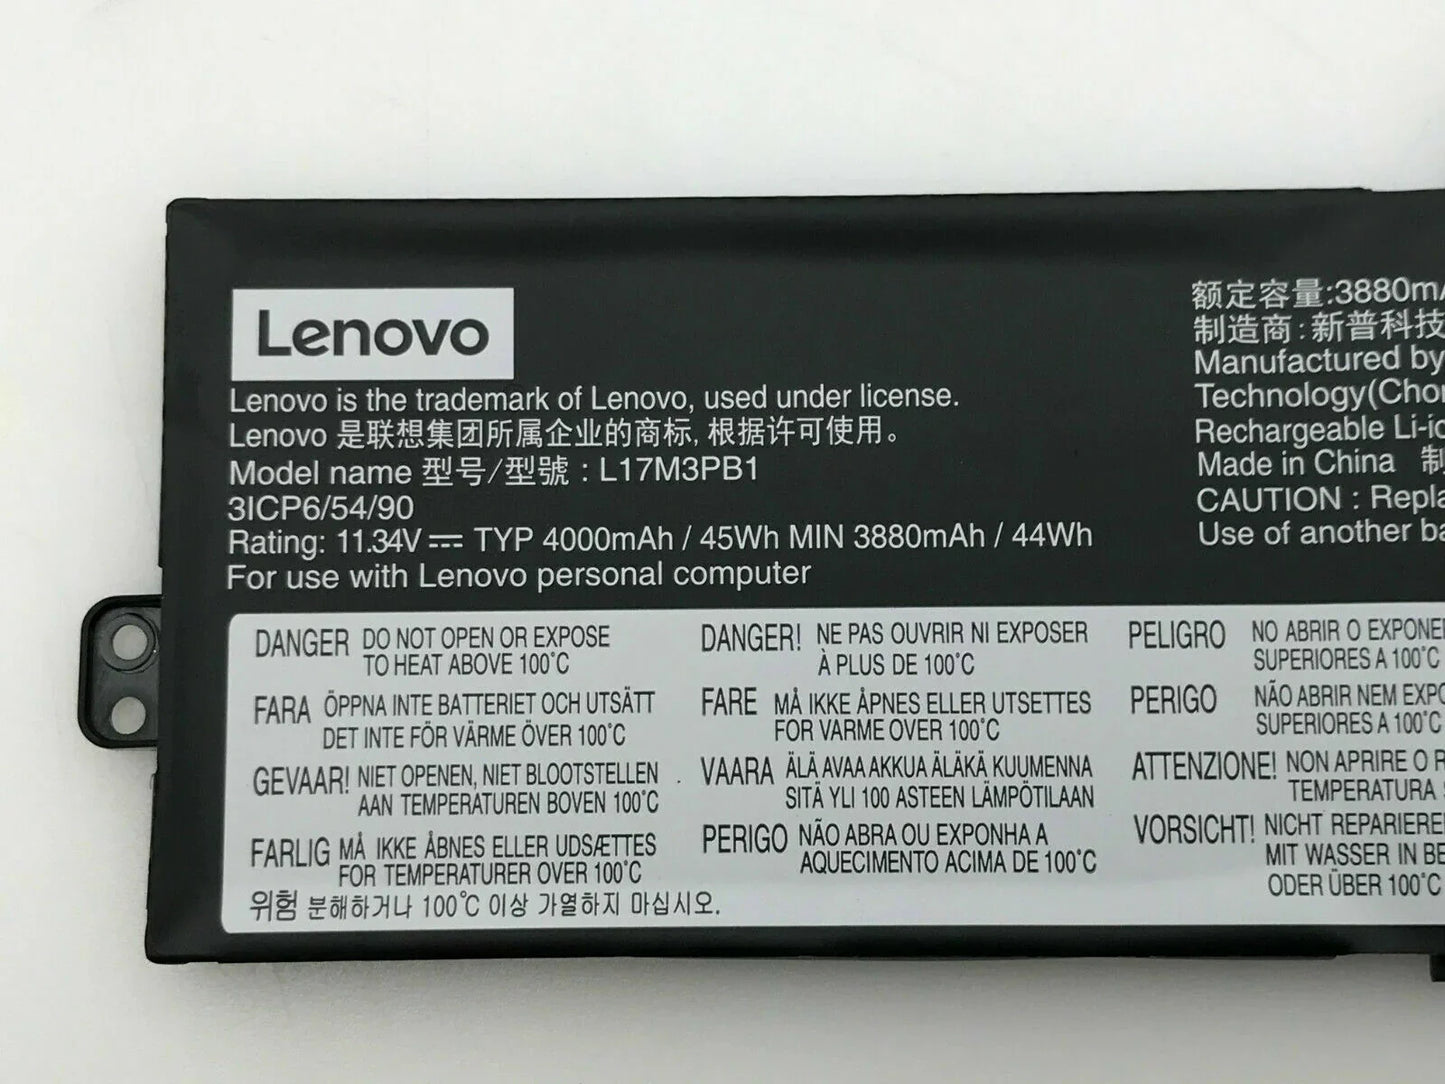 Lenovo
Lenovo is the trademark of Lenovo, used under license.
Lenovo 是联想集团所属企业的商标, 根据许可使用。
Model name 型号/型號 : L17M3PB1
3ICP6/54/90
Rating: 11.34V ⎓ TYP 4000mAh / 45Wh MIN 3880mAh / 44Wh
For use with Lenovo personal computer
额定容量:3880m
制造商:新普科技
Manufactured by
Technology(Cho
Rechargeable Li-io
Made in China 制
CAUTION : Repla
Use of another ba
DANGER DO NOT OPEN OR EXPOSE
TO HEAT ABOVE 100°C
FARA ÖPPNA INTE BATTERIET OCH UTSÄTT
DET INTE FÖR VÄRME ÖVER 100°C
GEVAAR! NIET OPENEN, NIET BLOOTSTELLEN
AAN TEMPERATUREN BOVEN 100°C
FARLIG MÅ IKKE ÅBNES ELLER UDSÆTTES
FOR TEMPERATURER OVER 100°C
위험 분해하거나 100°C 이상 가열하지 마십시오.
DANGER! NE PAS OUVRIR NI EXPOSER
À PLUS DE 100°C
FARE MÅ IKKE ÅPNES ELLER UTSETTES
FOR VARME OVER 100°C
VAARA ÄLÄ AVAA AKKUA ÄLÄKÄ KUUMENNA
SITÄ YLI 100 ASTEEN LÄMPÖTILAAN
PERIGO NÃO ABRA OU EXPONHA A
AQUECIMENTO ACIMA DE 100°C
PELIGRO NO ABRIR O EXPONE
SUPERIORES A 100°C
PERIGO NÃO ABRIR NEM EXPO
SUPERIORES A 100°C
ATTENZIONE! NON APRIRE O R
TEMPERATURA
VORSICHT! NICHT REPARIERE
MIT WASSER IN BE
ODER ÜBER 100°C